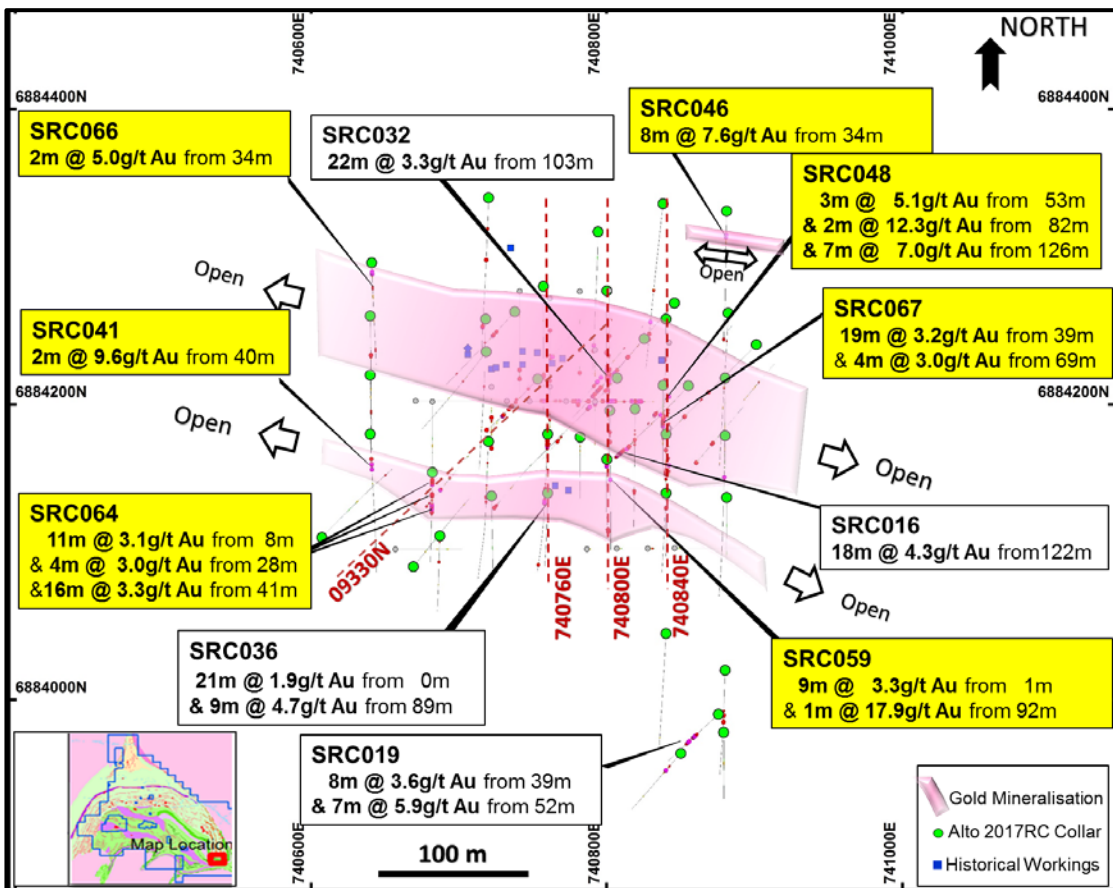 740600E
740800E
741000E
NORTH
6884400N
6884400N
SRC066
2m @ 5.0g/t Au from 34m
SRC032
22m @ 3.3g/t Au from 103m
SRC046
8m @ 7.6g/t Au from 34m
SRC048
3m @ 5.1g/t Au from 53m
& 2m @ 12.3g/t Au from 82m
& 7m @ 7.0g/t Au from 126m
Open
Open
SRC041
2m @ 9.6g/t Au from 40m
SRC067
19m @ 3.2g/t Au from 39m
& 4m @ 3.0g/t Au from 69m
6884200N
6884200N
Open
Open
SRC064
11m @ 3.1g/t Au from 8m
& 4m @ 3.0g/t Au from 28m
&16m @ 3.3g/t Au from 41m
SRC016
18m @ 4.3g/t Au from122m
09330N
740760E
740800E
740840E
Open
SRC036
21m @ 1.9g/t Au from 0m
& 9m @ 4.7g/t Au from 89m
SRC059
9m @ 3.3g/t Au from 1m
& 1m @ 17.9g/t Au from 92m
6884000N
6884000N
SRC019
8m @ 3.6g/t Au from 39m
& 7m @ 5.9g/t Au from 52m
Map Location
740600E
740800E
741000E
100 m
Gold Mineralisation
Alto 2017RC Collar
Historical Workings